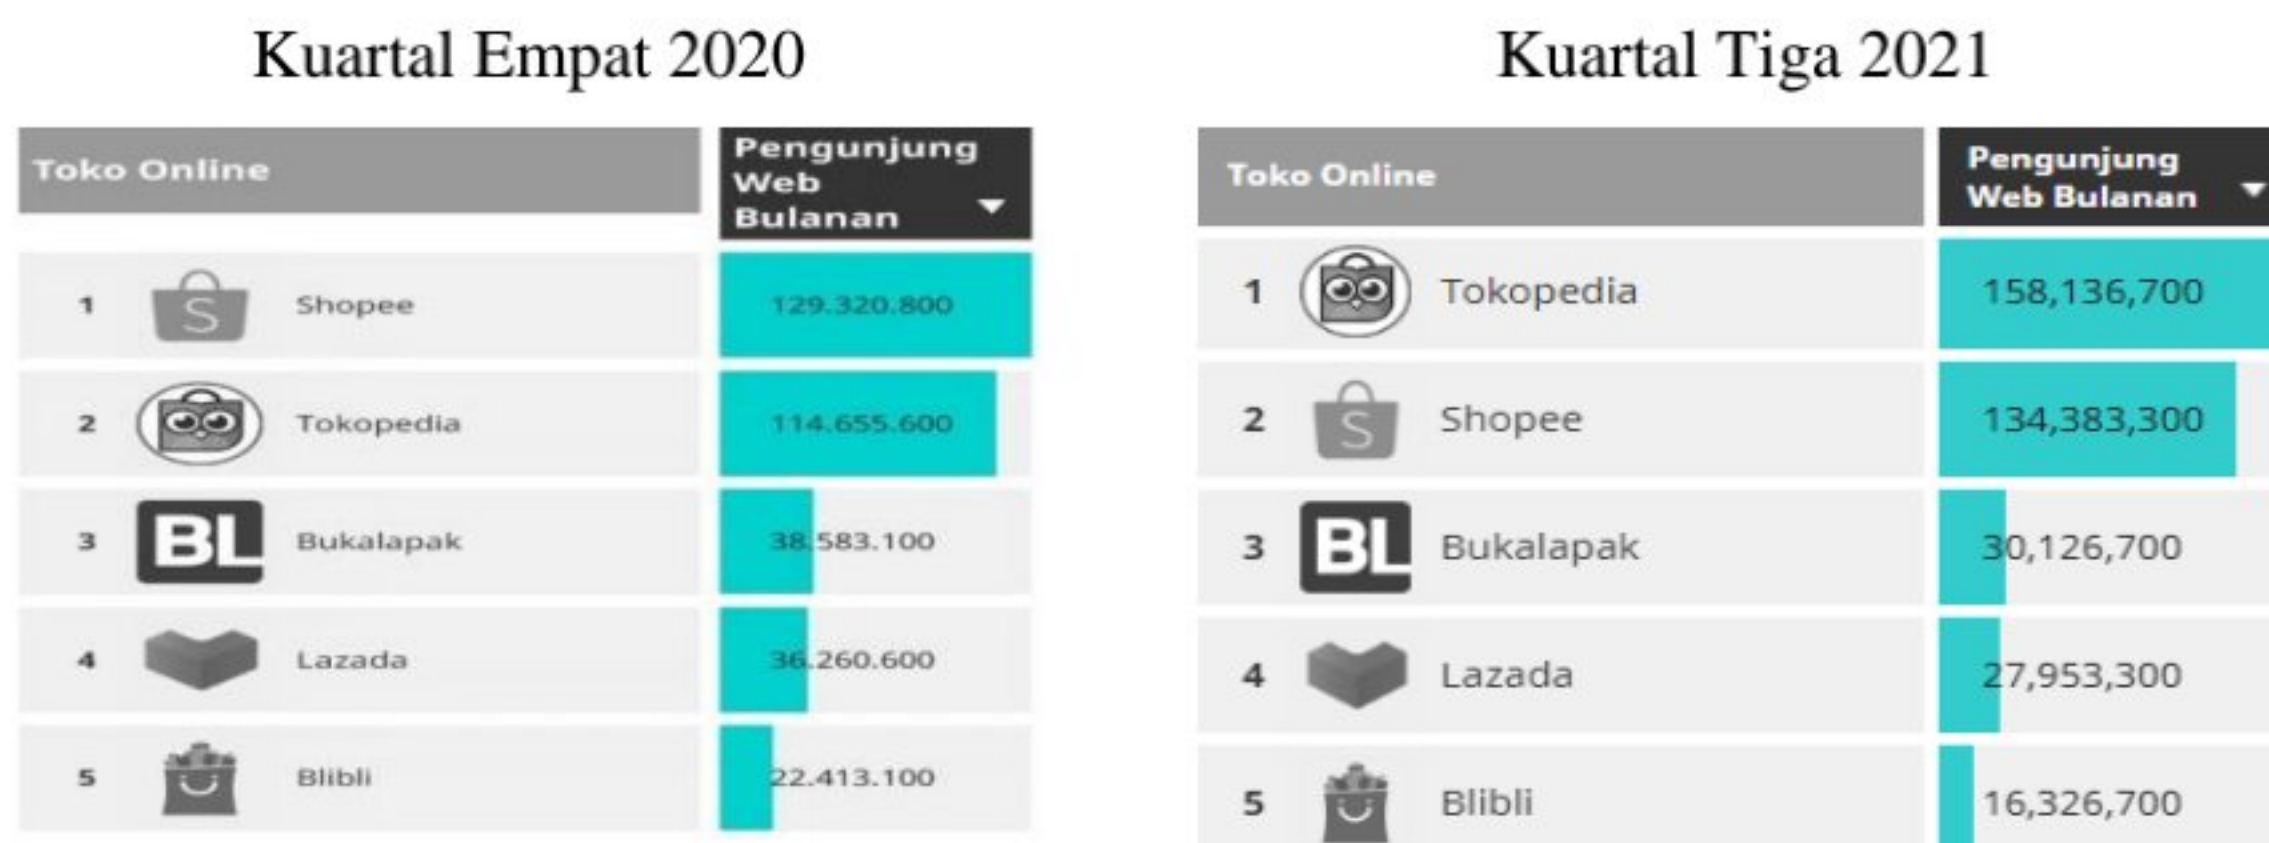 Kuartal Empat 2020
Toko Online
Pengunjung
Web
Bulanan
1 S Shopee 129.320.800
2 Tokopedia 114.655.600
3 BL Bukalapak 38.583.100
4 Lazada 36.260.600
5 Blibli 22.413.100
Kuartal Tiga 2021
Toko Online
Pengunjung
Web Bulanan
1 Tokopedia 158,136,700
2 S Shopee 134,383,300
3 BL Bukalapak 30,126,700
4 Lazada 27,953,300
5 Blibli 16,326,700